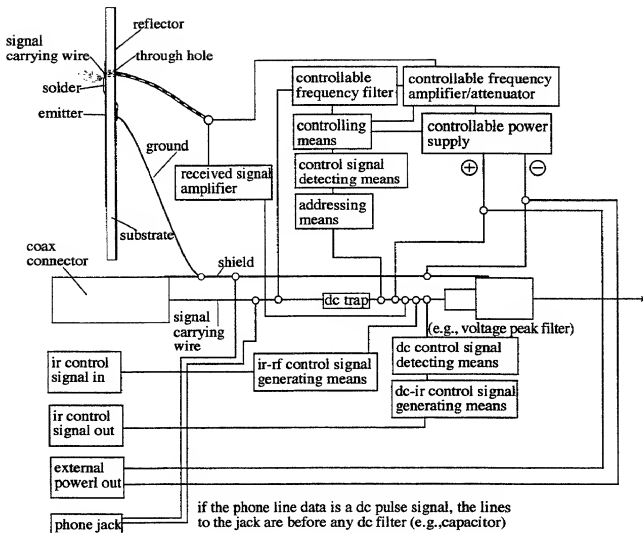 reflector
signal
carrying wire
through hole
solder
emitter
ground
received signal
amplifier
controllable
frequency filter
controllable frequency
amplifier/attenuator
controlling
means
controllable power
supply
control signal
detecting means
addressing
means
+
−
substrate
coax
connector
shield
dc trap
signal
carrying
wire
(e.g., voltage peak filter)
ir control
signal in
ir-rf control signal
generating means
dc control signal
detecting means
dc-ir control signal
generating means
ir control
signal out
external
powerl out
phone jack
if the phone line data is a dc pulse signal, the lines
to the jack are before any dc filter (e.g.,capacitor)